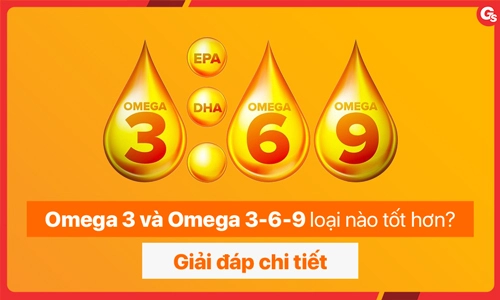 GS
EPA
DHA
OMEGA 3
OMEGA 6
OMEGA 9
Omega 3 và Omega 3-6-9 loại nào tốt hơn?
Giải đáp chi tiết